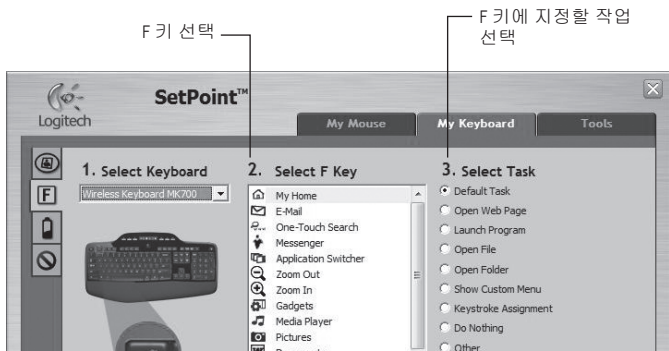 F 키 선택
F 키에 지정할 작업
선택
Logitech
SetPoint™
My Mouse
My Keyboard
Tools
1. Select Keyboard
Wireless Keyboard MK700
2. Select F Key
My Home
E-Mail
One-Touch Search
Messenger
Application Switcher
Zoom Out
Zoom In
Gadgets
Media Player
Pictures
3. Select Task
Default Task
Open Web Page
Launch Program
Open File
Open Folder
Show Custom Menu
Keystroke Assignment
Do Nothing
Other
F